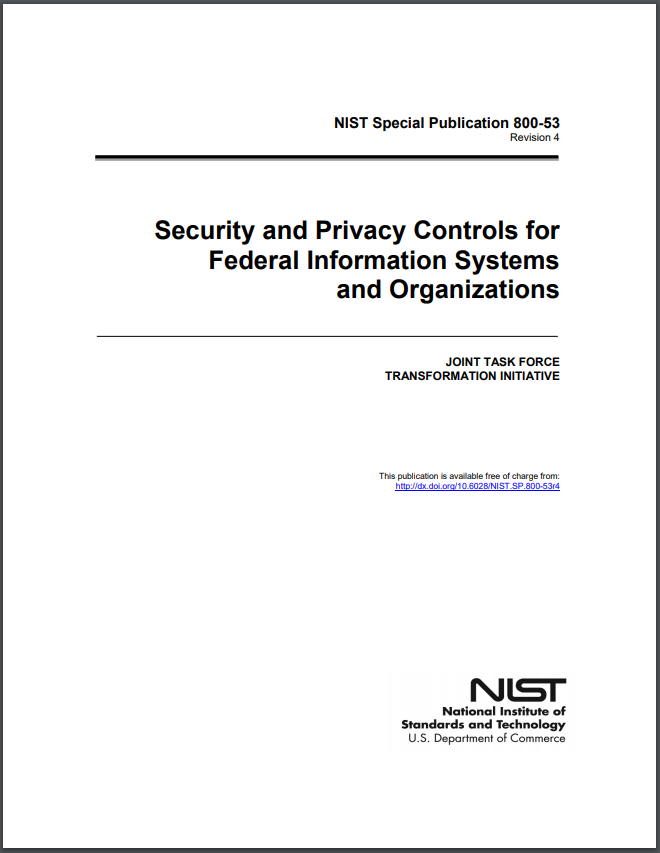 NIST Special Publication 800-53
Revision 4
Security and Privacy Controls for
Federal Information Systems
and Organizations
JOINT TASK FORCE
TRANSFORMATION INITIATIVE
This publication is available free of charge from:
http://dx.doi.org/10.6028/NIST.SP.800-53r4
NIST
National Institute of
Standards and Technology
U.S. Department of Commerce